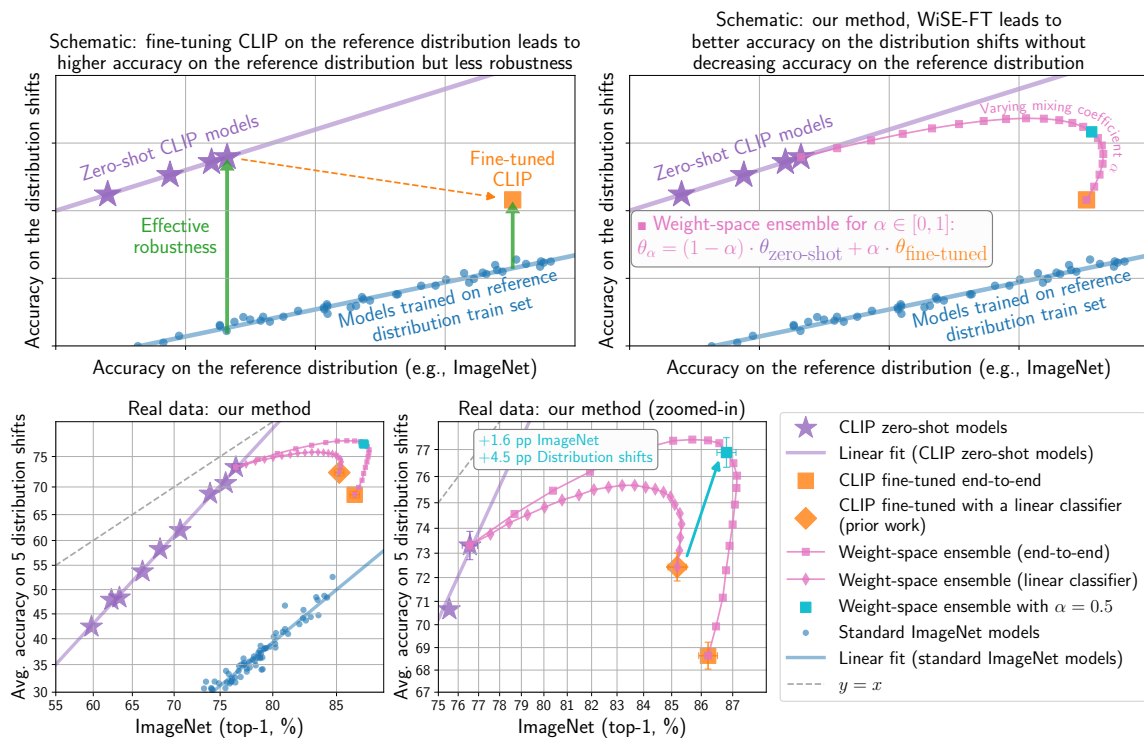 Schematic: fine-tuning CLIP on the reference distribution leads to
higher accuracy on the reference distribution but less robustness
Accuracy on the distribution shifts
Zero-shot CLIP models
Fine-tuned
CLIP
Effective
robustness
Models trained on reference
distribution train set
Accuracy on the reference distribution (e.g., ImageNet)
Schematic: our method, WiSE-FT leads to
better accuracy on the distribution shifts without
decreasing accuracy on the reference distribution
Accuracy on the distribution shifts
Zero-shot CLIP models
Varying mixing coefficient α
Weight-space ensemble for α ∈ [0, 1]:
θ_α = (1 − α) · θ_zero-shot + α · θ_fine-tuned
Models trained on reference
distribution train set
Accuracy on the reference distribution (e.g., ImageNet)
Real data: our method
Avg. accuracy on 5 distribution shifts
75
70
65
60
55
50
45
40
35
30
55 60 65 70 75 80 85
ImageNet (top-1, %)
Real data: our method (zoomed-in)
Avg. accuracy on 5 distribution shifts
+1.6 pp ImageNet
+4.5 pp Distribution shifts
77
76
75
74
73
72
71
70
69
68
67
75 76 77 78 79 80 81 82 83 84 85 86 87
ImageNet (top-1, %)
CLIP zero-shot models
Linear fit (CLIP zero-shot models)
CLIP fine-tuned end-to-end
CLIP fine-tuned with a linear classifier
(prior work)
Weight-space ensemble (end-to-end)
Weight-space ensemble (linear classifier)
Weight-space ensemble with α = 0.5
Standard ImageNet models
Linear fit (standard ImageNet models)
y = x